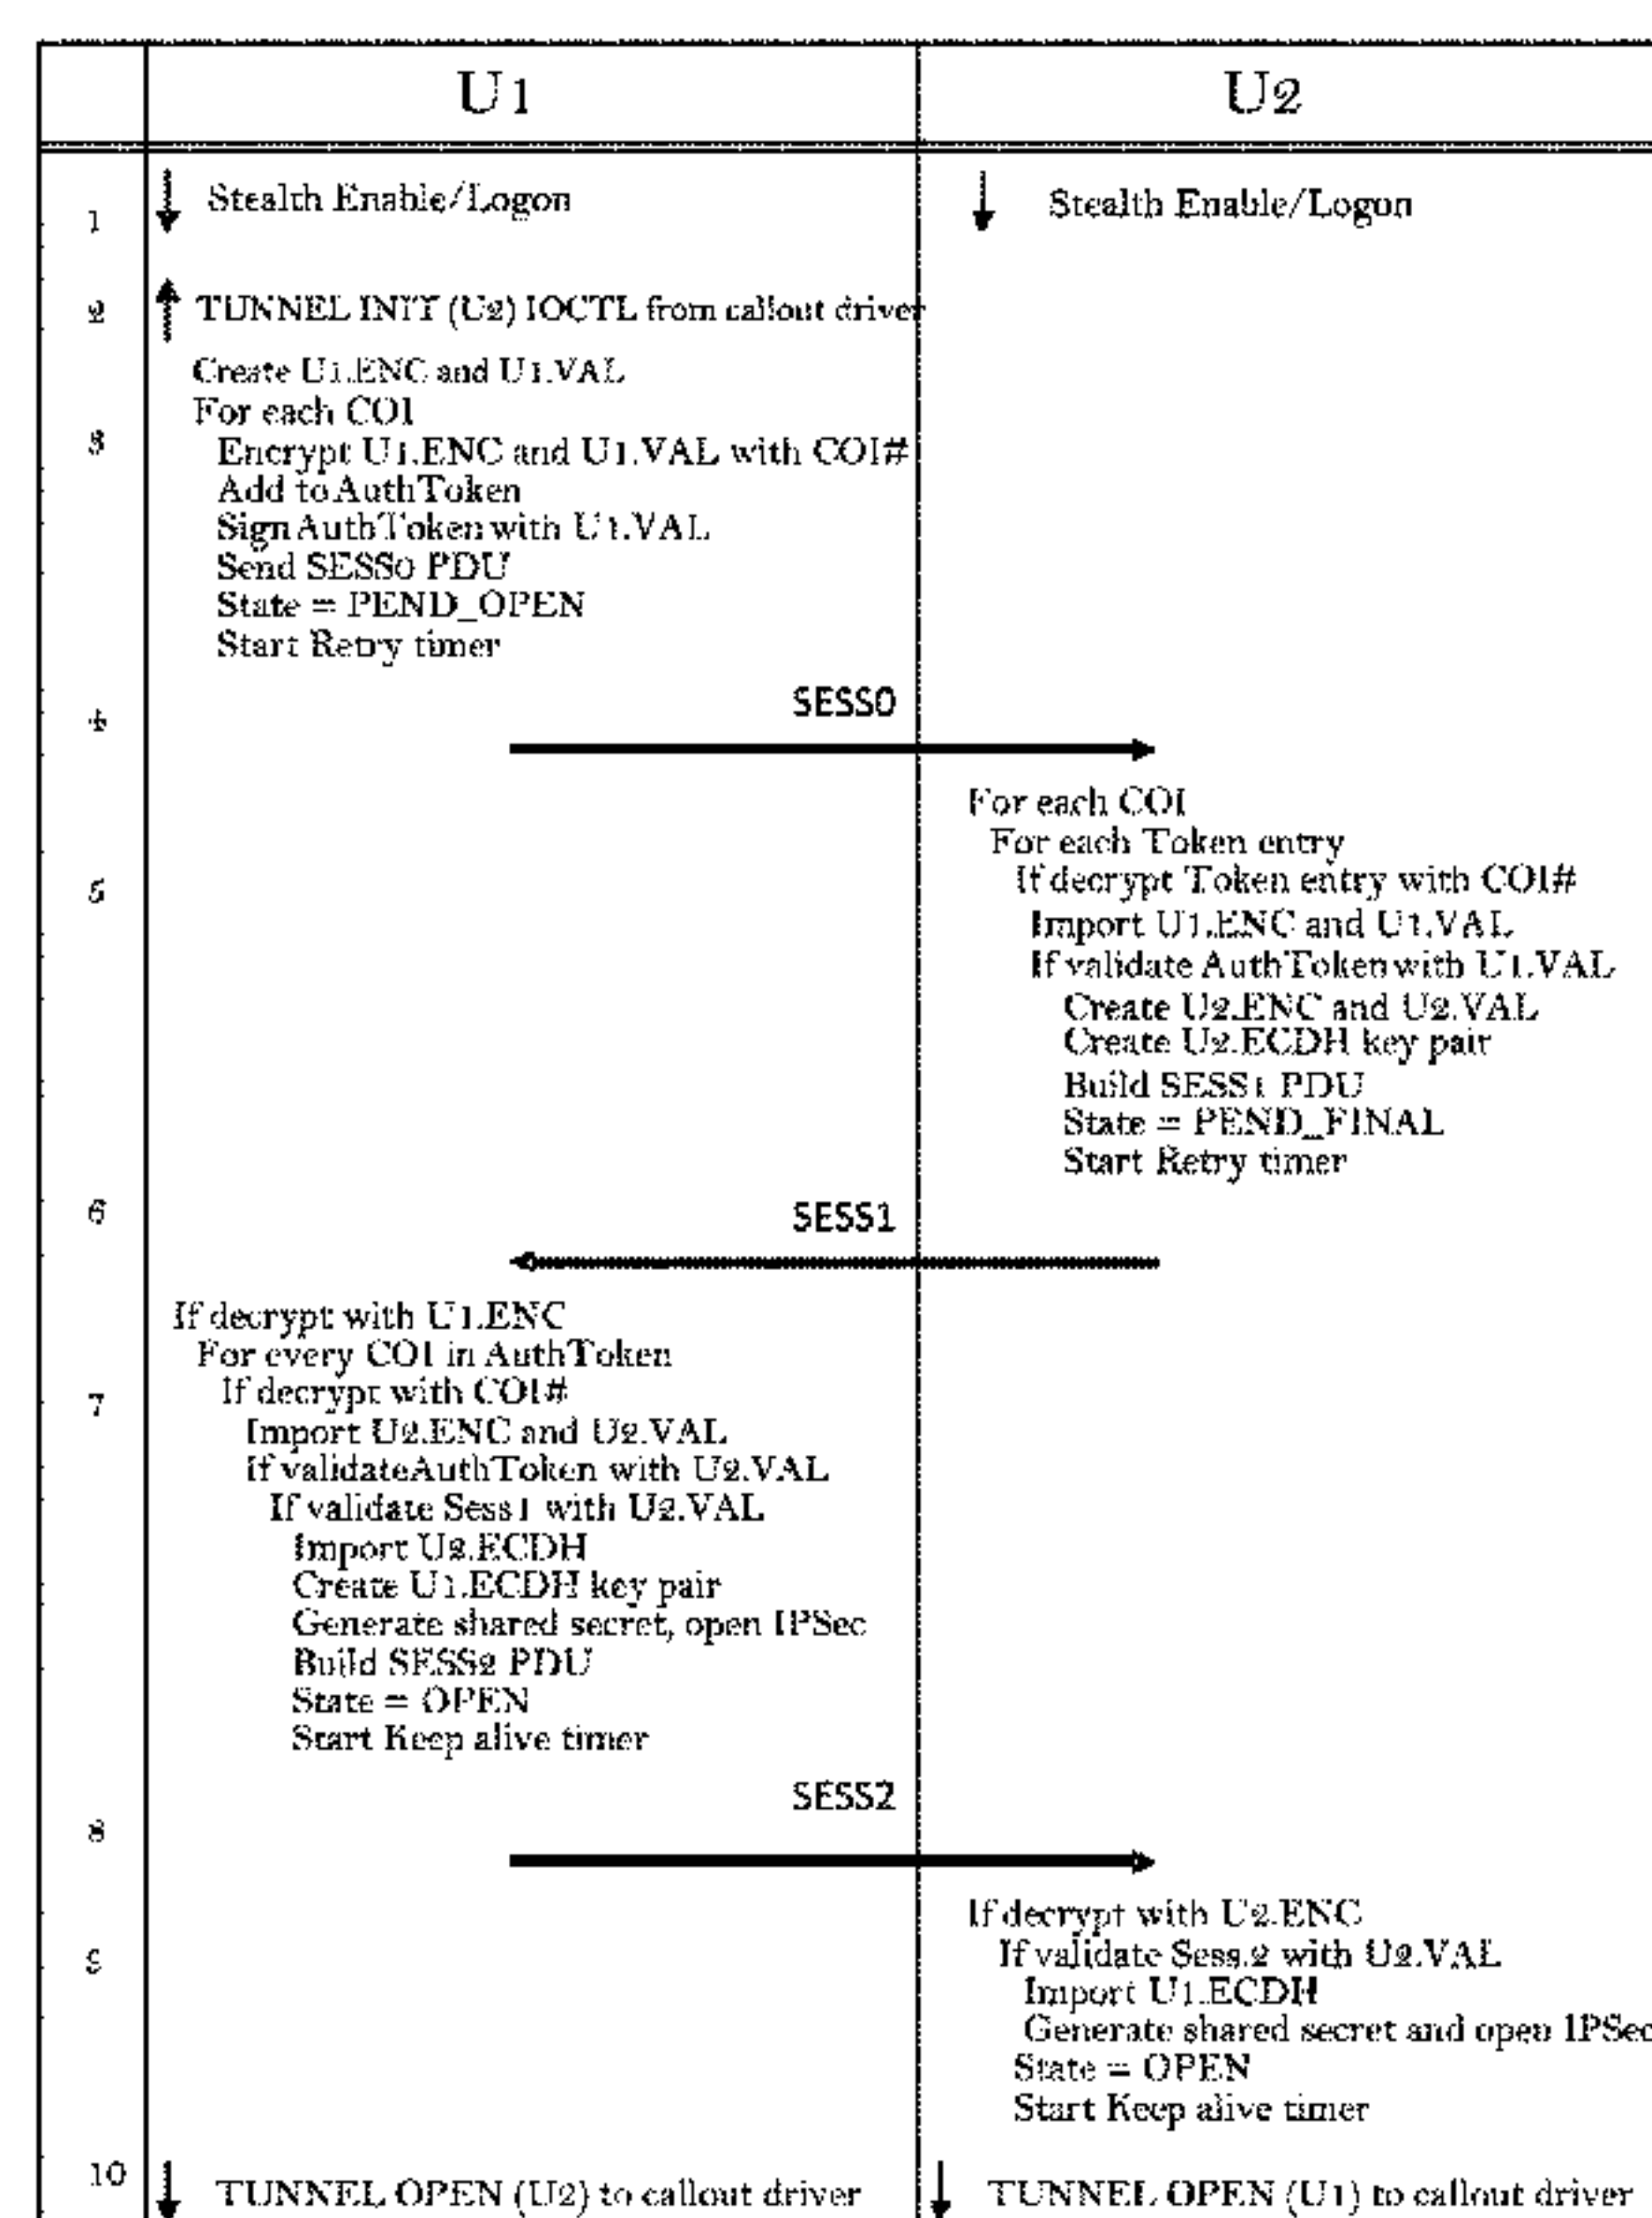 U1 U2
1 Stealth Enable/Logon Stealth Enable/Logon
2 TUNNEL INIT (U2) IOCTL from callout driver
Create U1.ENC and U1.VAL
For each COI
3 Encrypt U1.ENC and U1.VAL with COI#
Add to AuthToken
Sign AuthToken with U1.VAL
Send SESS0 PDU
State = PEND_OPEN
Start Retry timer
SESS0
4
For each COI
For each Token entry
5 If decrypt Token entry with COI#
Import U1.ENC and U1.VAL
If validate AuthToken with U1.VAL
Create U2.ENC and U2.VAL
Create U2.ECDH key pair
Build SESS1 PDU
State = PEND_FINAL
Start Retry timer
6 SESS1
If decrypt with U1.ENC
For every COI in AuthToken
7 If decrypt with COI#
Import U2.ENC and U2.VAL
If validateAuthToken with U2.VAL
If validate Sess1 with U2.VAL
Import U2.ECDH
Create U1.ECDH key pair
Generate shared secret, open IPSec
Build SESS2 PDU
State = OPEN
Start Keep alive timer
SESS2
8
If decrypt with U2.ENC
9 If validate Sess.2 with U2.VAL
Import U1.ECDH
Generate shared secret and open IPSec
State = OPEN
Start Keep alive timer
10 TUNNEL OPEN (U2) to callout driver TUNNEL OPEN (U1) to callout driver